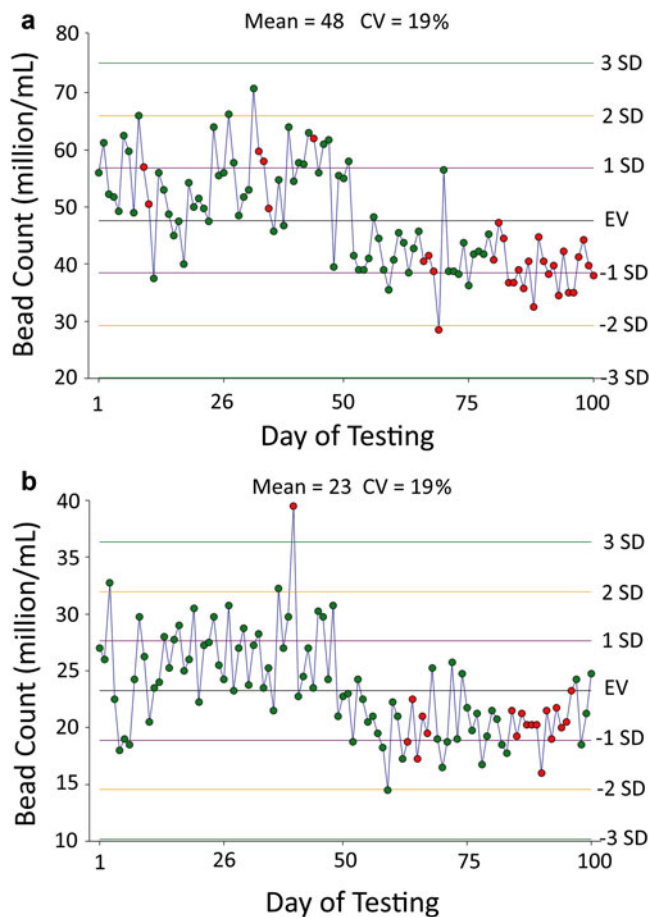 a
Mean = 48 CV = 19%
80
70
60
50
40
30
20
3 SD
2 SD
1 SD
EV
-1 SD
-2 SD
-3 SD
Bead Count (million/mL)
1 26 50 75 100
Day of Testing
b
Mean = 23 CV = 19%
40
35
30
25
20
15
10
3 SD
2 SD
1 SD
EV
-1 SD
-2 SD
-3 SD
Bead Count (million/mL)
1 26 50 75 100
Day of Testing